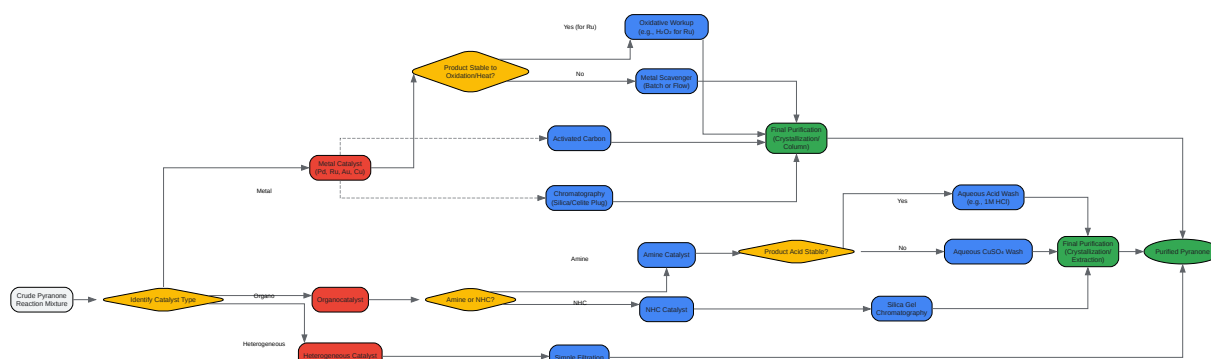 Oxidative Workup
(e.g., H₂O₂ for Ru)
Yes (for Ru)
Product Stable to
Oxidation/Heat?
No
Metal Scavenger
(Batch or Flow)
Activated Carbon
Final Purification
(Crystallization/
Column)
Metal Catalyst
(Pd, Ru, Au, Cu)
Metal
Chromatography
(Silica/Celite Plug)
Yes
Aqueous Acid Wash
(e.g., 1M HCl)
Product Acid Stable?
No
Aqueous CuSO₄ Wash
Final Purification
(Crystallization/
Extraction)
Purified Pyranone
Amine
Amine Catalyst
Crude Pyranone
Reaction Mixture
Identify Catalyst Type
Organo
Organocatalyst
Amine or NHC?
NHC
NHC Catalyst
Silica Gel
Chromatography
Heterogeneous
Heterogeneous Catalyst
Simple Filtration